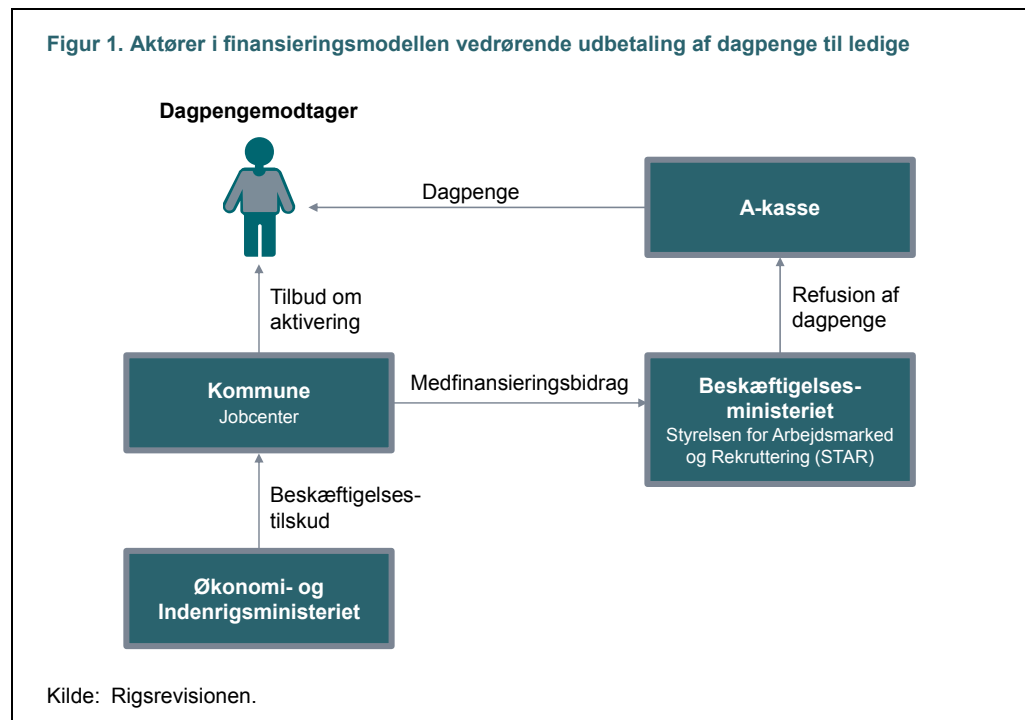 Figur 1. Aktører i finansieringsmodellen vedrørende udbetaling af dagpenge til ledige
Dagpengemodtager
Dagpenge
A-kasse
Tilbud om
aktivering
Refusion af
dagpenge
Kommune
Jobcenter
Medfinansieringsbidrag
Beskæftigelses-
ministeriet
Styrelsen for Arbejdsmarked
og Rekruttering (STAR)
Beskæftigelses-
tilskud
Økonomi- og
Indenrigsministeriet
Kilde: Rigsrevisionen.